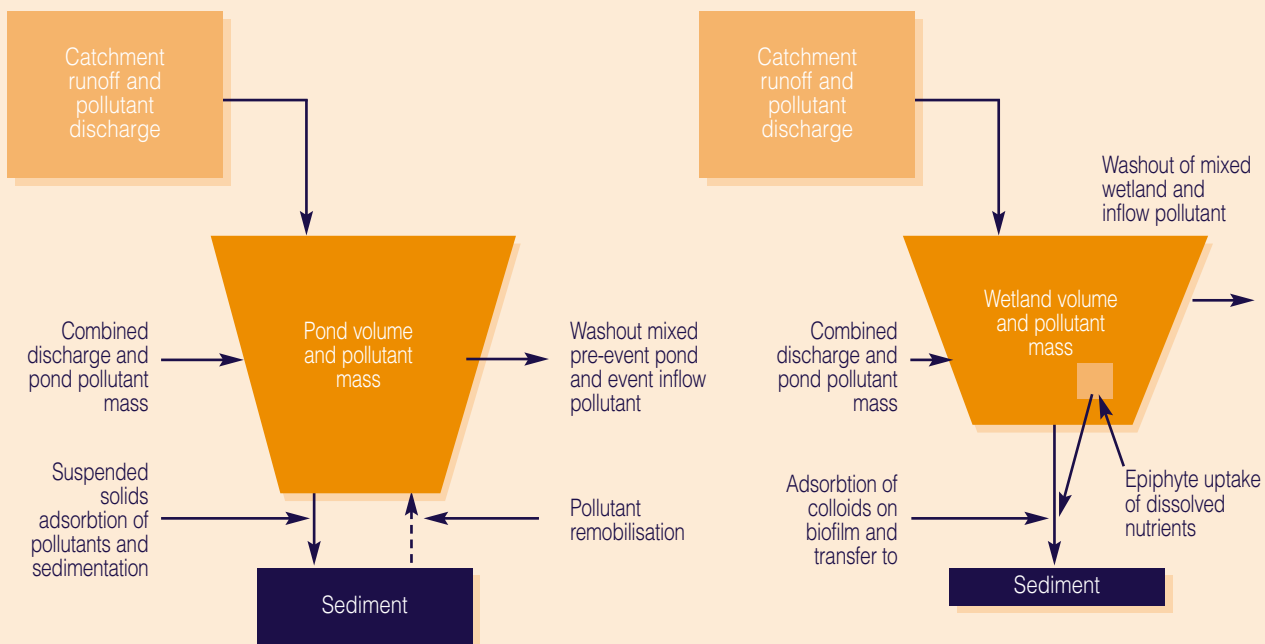 Catchment
runoff and
pollutant
discharge
Combined
discharge and
pond pollutant
mass
Pond volume
and pollutant
mass
Washout mixed
pre-event pond
and event inflow
pollutant
Suspended
solids
adsorbtion of
pollutants and
sedimentation
Pollutant
remobilisation
Sediment
Catchment
runoff and
pollutant
discharge
Washout of mixed
wetland and
inflow pollutant
Combined
discharge and
pond pollutant
mass
Wetland volume
and pollutant
mass
Adsorbtion of
colloids on
biofilm and
transfer to
Epiphyte uptake
of dissolved
nutrients
Sediment